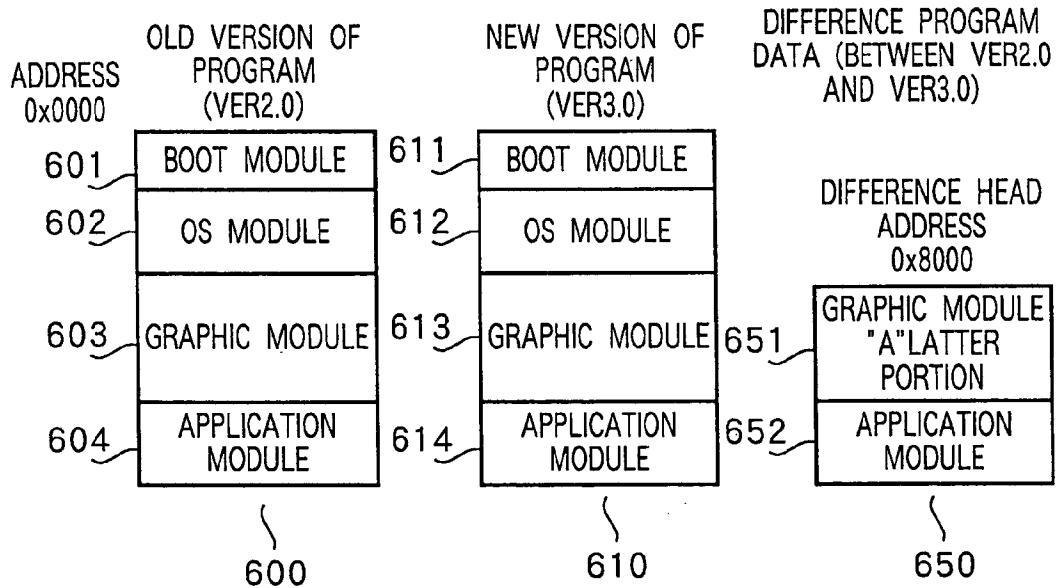 ADDRESS
0x0000
OLD VERSION OF
PROGRAM
(VER2.0)
601
BOOT MODULE
602
OS MODULE
603
GRAPHIC MODULE
604
APPLICATION
MODULE
600
NEW VERSION OF
PROGRAM
(VER3.0)
611
BOOT MODULE
612
OS MODULE
613
GRAPHIC MODULE
614
APPLICATION
MODULE
610
DIFFERENCE PROGRAM
DATA (BETWEEN VER2.0
AND VER3.0)
DIFFERENCE HEAD
ADDRESS
0x8000
651
GRAPHIC MODULE
"A"LATTER
PORTION
652
APPLICATION
MODULE
650